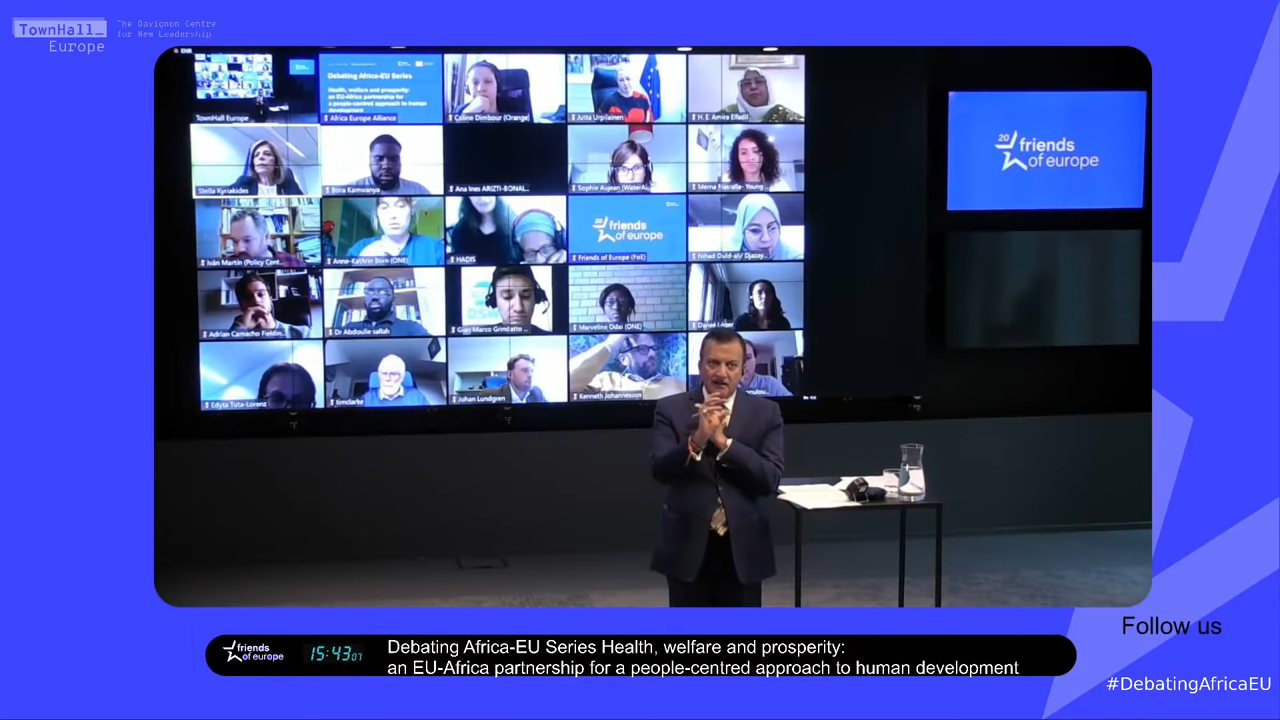 TownHall_
Europe
The Davignon Centre
for New Leadership
Debating Africa-EU Series
Health, welfare and prosperity:
an EU-Africa partnership for
a people-centred approach to human
development
TownHall Europe
Africa Europe Alliance
Coline Dimbour (Orange)
Jutta Urpilainen
H. E. Amira Elfadil
Stella Kyriakides
Bora Kamwanya
Ana Ines ARIZTI-BONAL...
Sophie Aujean (WaterAi...
Merna Nasralla- Young ...
Iván Martín (Policy Cent...
Anne-Kathrin Born (ONE)
HADIS
20
friends
of europe
Friends of Europe (FoE)
Nihad Ould-ali/ Djazay...
Adrian Camacho Fieldin...
Dr Abdoulie sallah
Gian Marco Grindatto ...
Merveline Odai (ONE)
Edyta Tuta-Lorenz
timclarke
Johan Lundgren
Kenneth Johannesson
20
friends
of europe
friends
of europe
15:43 07
Debating Africa-EU Series Health, welfare and prosperity:
an EU-Africa partnership for a people-centred approach to human development
Follow us
#DebatingAfricaEU